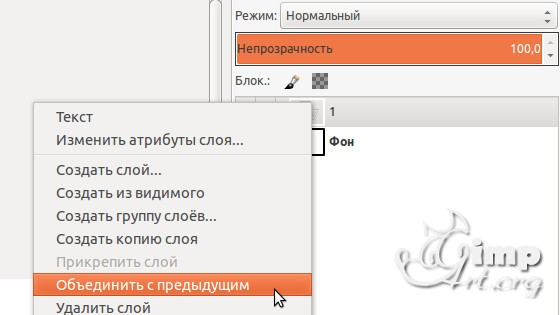 Режим: Нормальный
Непрозрачность 100,0
Блок.:
1
Фон
Текст
Изменить атрибуты слоя...
Создать слой...
Создать из видимого
Создать группу слоёв...
Создать копию слоя
Прикрепить слой
Объединить с предыдущим
Удалить слой
Gimp
Art.org